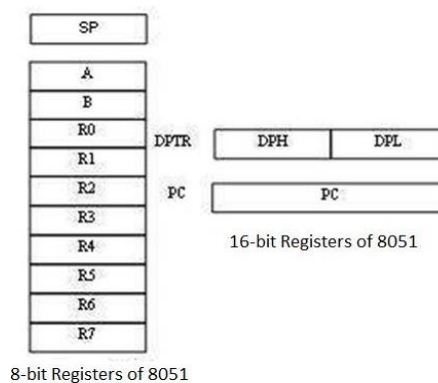 SP
A
B
R0
R1
R2
R3
R4
R5
R6
R7
8-bit Registers of 8051
DPTR DPH DPL
PC PC
16-bit Registers of 8051